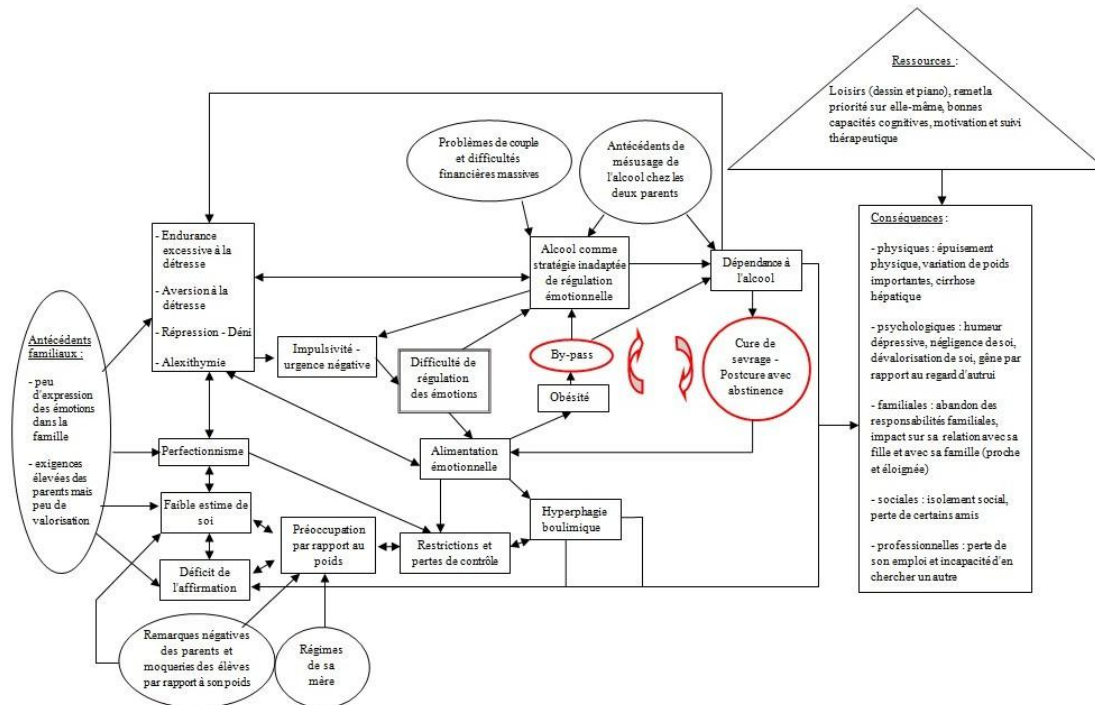 Ressources :
Loisirs (dessin et piano), remet la
priorité sur elle-même, bonnes
capacités cognitives, motivation et suivi
thérapeutique
Problèmes de couple
et difficultés
financières massives
Antécédents de
mésusage de
l'alcool chez les
deux parents
- Endurance
excessive à la
détresse
- Aversion à la
détresse
- Répression - Déni
- Alexithymie
Alcool comme
stratégie inadaptée
de régulation
émotionnelle
Dépendance à
l'alcool
Conséquences :
- physiques : épuisement
physique, variation de poids
importantes, cirrhose
hépatique
- psychologiques : humeur
dépressive, négligence de soi,
dévalorisation de soi, gêne par
rapport au regard d'autrui
- familiales : abandon des
responsabilités familiales,
impact sur sa relation avec sa
fille et avec sa famille (proche
et éloignée)
- sociales : isolement social,
perte de certains amis
- professionnelles : perte de
son emploi et incapacité d'en
chercher un autre
Antécédents
familiaux :
- peu
d'expression
des émotions
dans la
famille
- exigences
élevées des
parents mais
peu de
valorisation
Impulsivité -
urgence négative
Difficulté de
régulation
des émotions
By-pass
Obésité
Cure de
sevrage -
Postcure avec
abstinence
Perfectionnisme
Alimentation
émotionnelle
Faible estime de
soi
Préoccupation
par rapport au
poids
Restrictions et
pertes de contrôle
Hyperphagie
boulimique
Déficit de
l'affirmation
Remarques négatives
des parents et
moqueries des élèves
par rapport à son poids
Régimes
de sa
mère